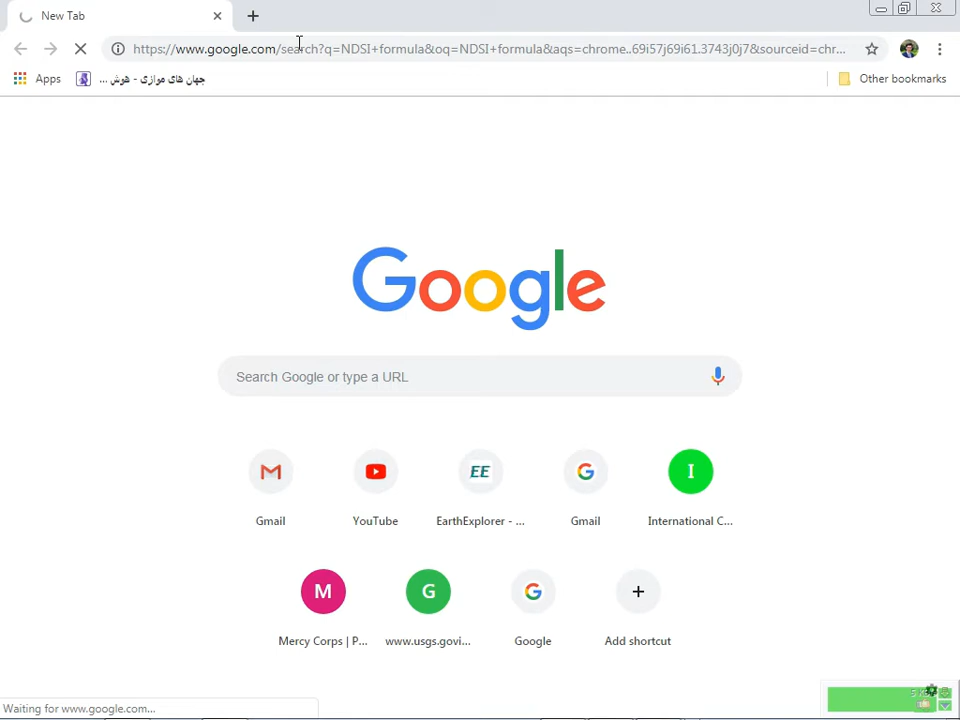 New Tab
https://www.google.com/search?q=NDSI+formula&oq=NDSI+formula&aqs=chrome..69i57j69i61.3743j0j7&sourceid=chr...
Apps
جهان های موازی - هوش ...
Other bookmarks
Google
Search Google or type a URL
M
EE
G
I
Gmail
YouTube
EarthExplorer - ...
Gmail
International C...
M
G
G
Mercy Corps | P...
www.usgs.govi...
Google
Add shortcut
Waiting for www.google.com...